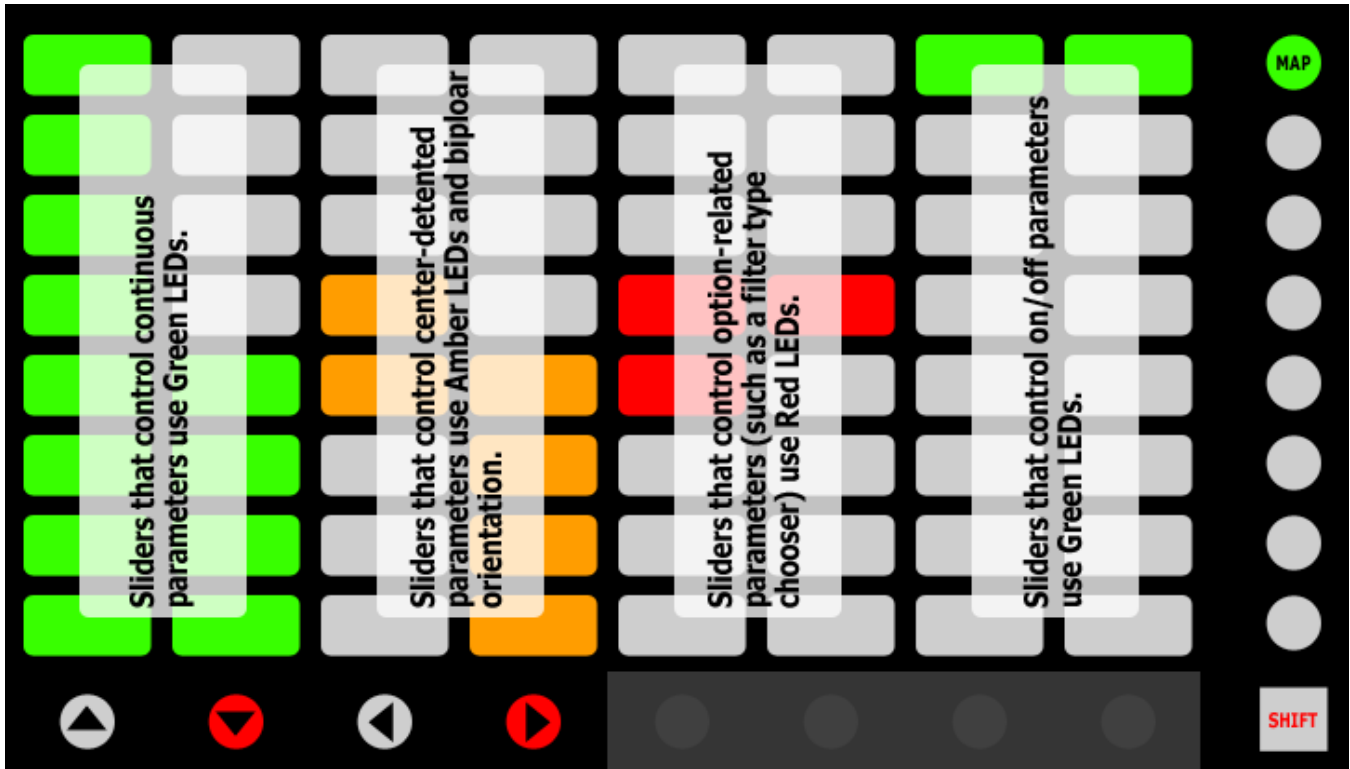 Sliders that control continuous
parameters use Green LEDs.
Sliders that control center-detented
parameters use Amber LEDs and biploar
orientation.
Sliders that control option-related
parameters (such as a filter type
chooser) use Red LEDs.
Sliders that control on/off parameters
use Green LEDs.
MAP
SHIFT